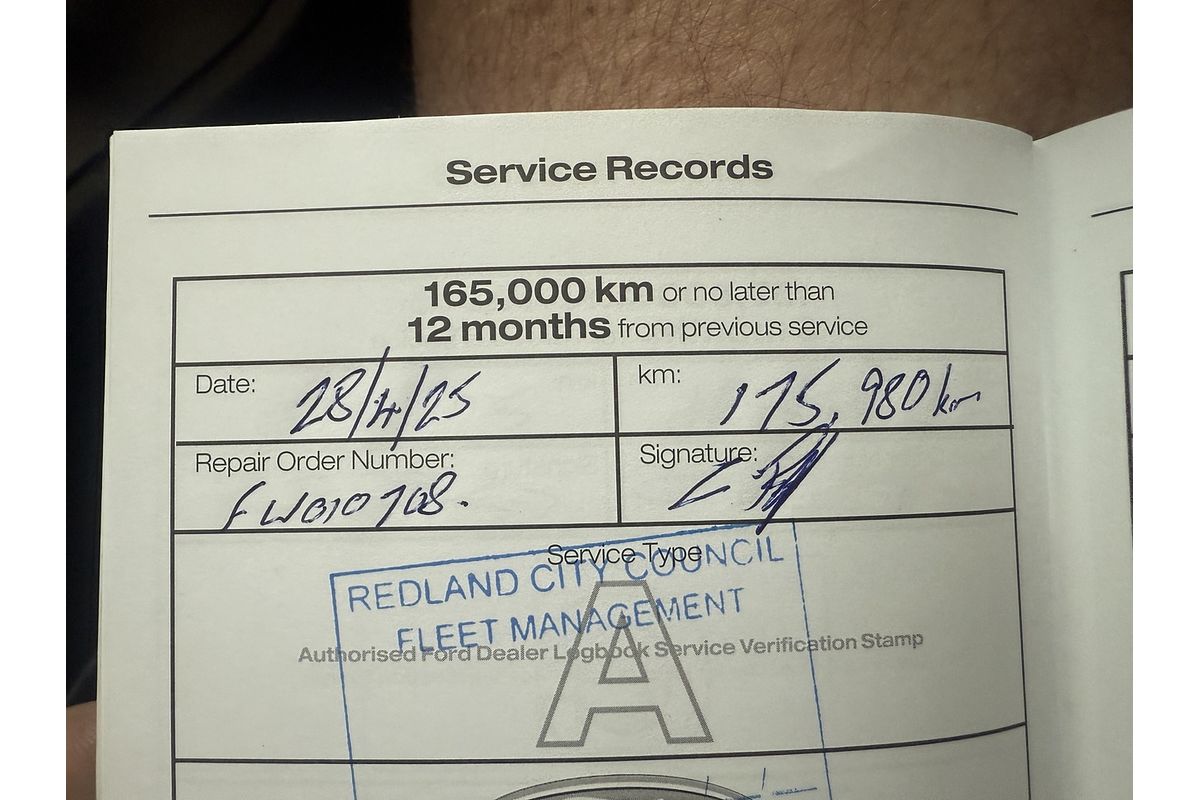 Service Records
165,000 km or no later than
12 months from previous service
Date: 28/4/25
km: 175,980 km
Repair Order Number:
FW010708.
Signature:
Service Type
REDLAND CITY COUNCIL
FLEET MANAGEMENT
Authorised Ford Dealer Logbook Service Verification Stamp
A